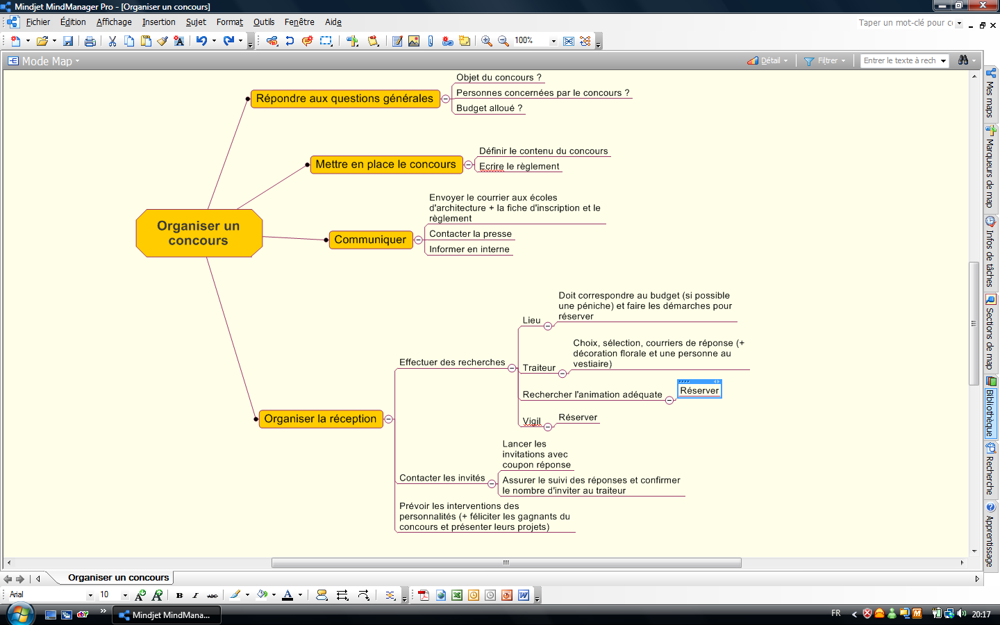 Mindjet MindManager Pro - [Organiser un concours]
Fichier Édition Affichage Insertion Sujet Format Outils Fenêtre Aide
Taper un mot-clé pour c
100%
Mode Map
Détail Filtrer Entrer le texte à rech
Objet du concours ?
Répondre aux questions générales
Personnes concernées par le concours ?
Budget alloué ?
Définir le contenu du concours
Mettre en place le concours
Ecrire le règlement
Envoyer le courrier aux écoles
d'architecture + la fiche d'inscription et le
règlement
Organiser un
concours
Communiquer
Contacter la presse
Informer en interne
Doit correspondre au budget (si possible
une péniche) et faire les démarches pour
réserver
Lieu
Choix, sélection, courriers de réponse (+
décoration florale et une personne au
vestiaire)
Effectuer des recherches
Traiteur
Rechercher l'animation adéquate
Réserver
Vigil
Réserver
Organiser la réception
Lancer les
invitations avec
coupon réponse
Contacter les invités
Assurer le suivi des réponses et confirmer
le nombre d'inviter au traiteur
Prévoir les interventions des
personnalités (+ féliciter les gagnants du
concours et présenter leurs projets)
Mes maps
Marqueurs de map
Infos de tâches
Sections de map
Bibliothèque
Recherche
Apprentissage
Organiser un concours
Arial 10 B I ABC A
Mindjet MindMana...
FR 20:17